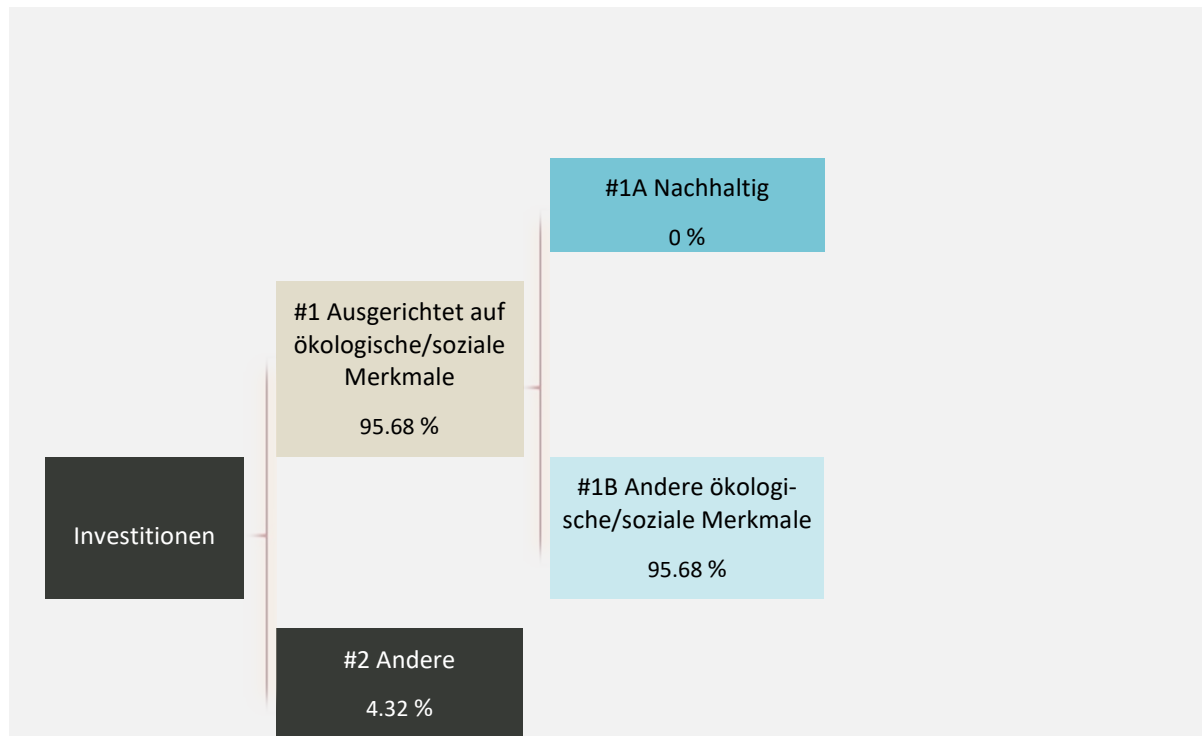 #1A Nachhaltig
0 %
#1 Ausgerichtet auf
ökologische/soziale
Merkmale
95.68 %
Investitionen
#1B Andere ökologi-
sche/soziale Merkmale
95.68 %
#2 Andere
4.32 %